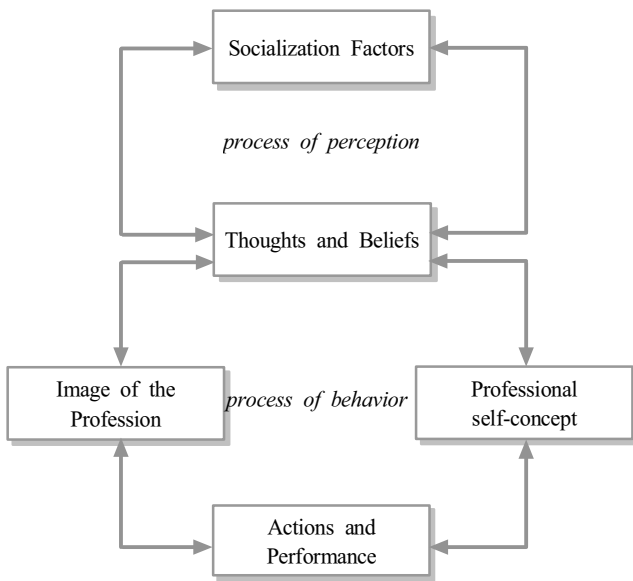 Socialization Factors
process of perception
Thoughts and Beliefs
Image of the
Profession
process of behavior
Professional
self-concept
Actions and
Performance